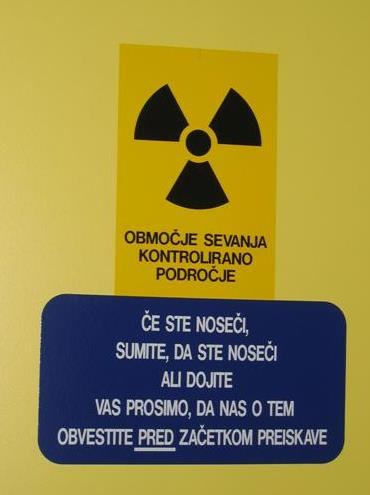 OBMOČJE SEVANJA
KONTROLIRANO
PODROČJE
ČE STE NOSEČI,
SUMITE, DA STE NOSEČI
ALI DOJITE
VAS PROSIMO, DA NAS O TEM
OBVESTITE PRED ZAČETKOM PREISKAVE